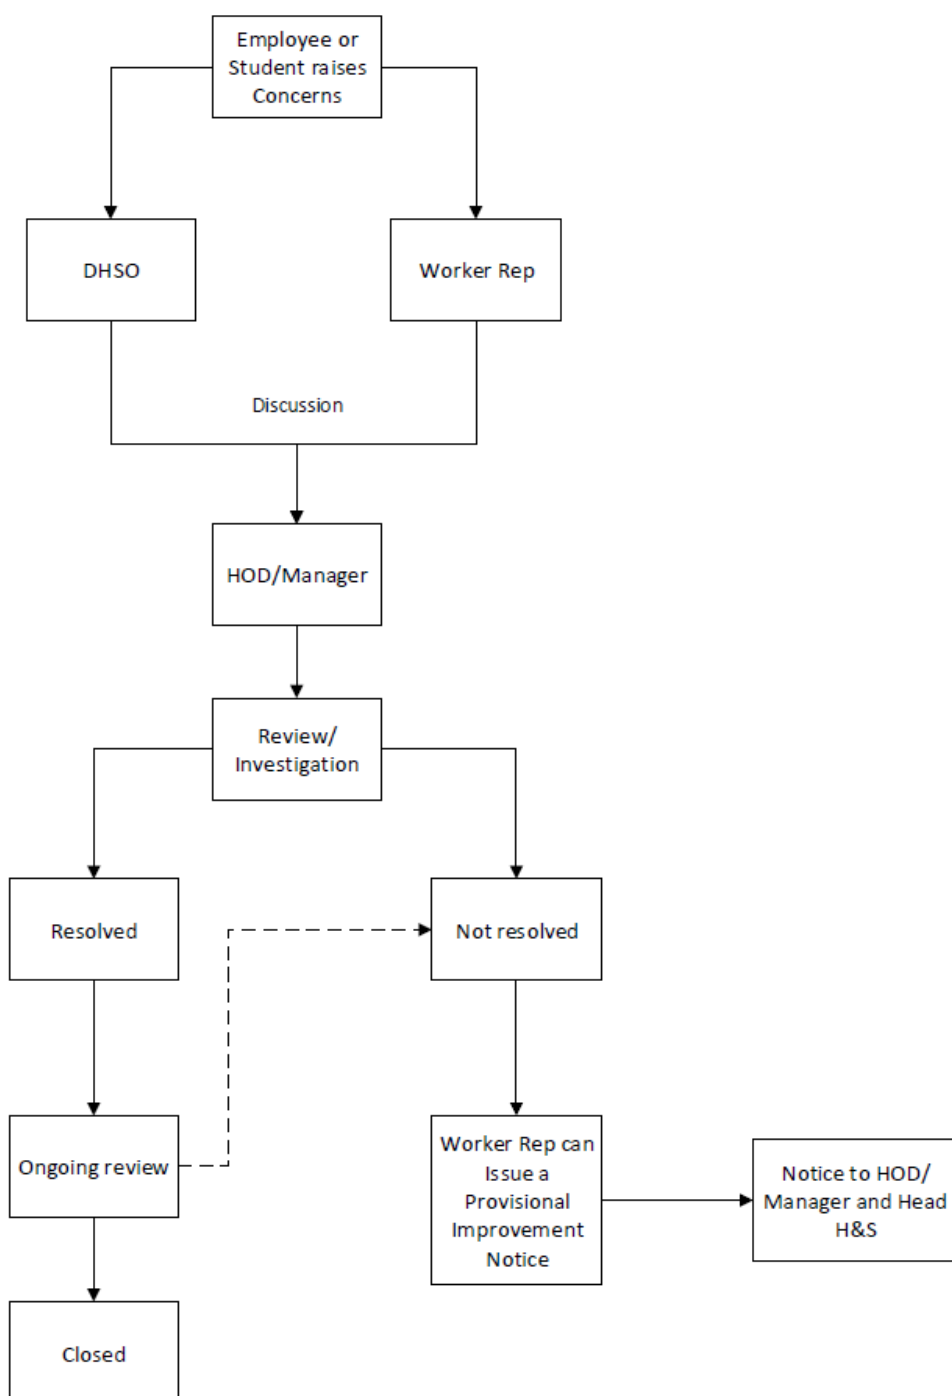 Employee or
Student raises
Concerns
DHSO
Worker Rep
Discussion
HOD/Manager
Review/
Investigation
Resolved
Not resolved
Ongoing review
Worker Rep can
Issue a
Provisional
Improvement
Notice
Notice to HOD/
Manager and Head
H&S
Closed